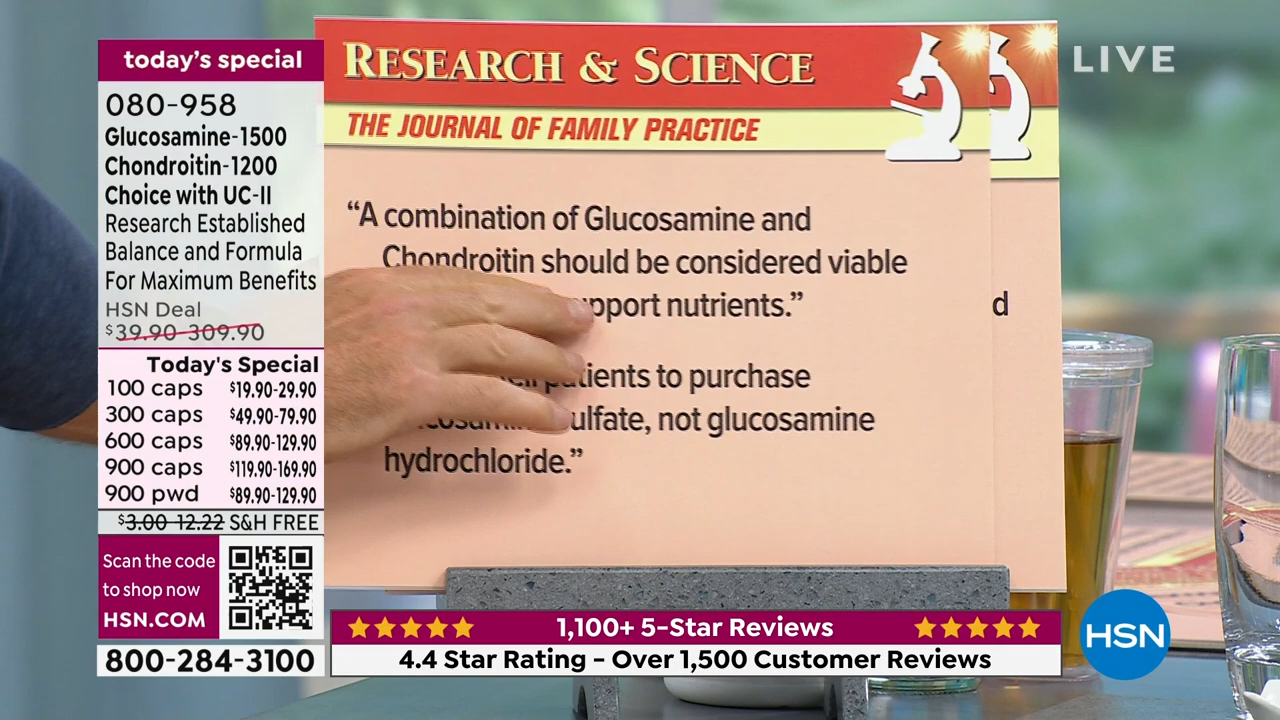 today's special
080-958
Glucosamine-1500
Chondroitin-1200
Choice with UC-II
Research Established
Balance and Formula
For Maximum Benefits
HSN Deal
$39.90-309.90
Today's Special
100 caps $19.90-29.90
300 caps $49.90-79.90
600 caps $89.90-129.90
900 caps $119.90-169.90
900 pwd $89.90-129.90
$3.00-12.22 S&H FREE
Scan the code
to shop now
HSN.COM
800-284-3100
RESEARCH & SCIENCE
THE JOURNAL OF FAMILY PRACTICE
“A combination of Glucosamine and
Chondroitin should be considered viable
nutrients.”
patients to purchase
not glucosamine
hydrochloride.”
d
LIVE
1,100+ 5-Star Reviews
4.4 Star Rating - Over 1,500 Customer Reviews
HSN